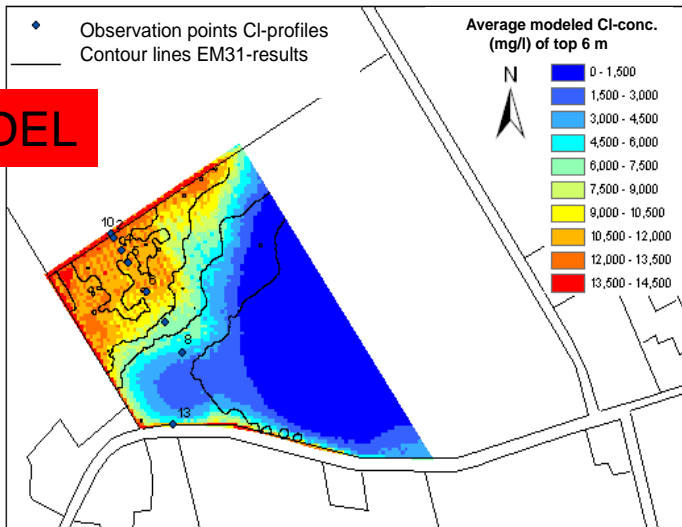 Observation points Cl-profiles
Contour lines EM31-results
DEL
Average modeled Cl-conc.
(mg/l) of top 6 m
N
0 - 1,500
1,500 - 3,000
3,000 - 4,500
4,500 - 6,000
6,000 - 7,500
7,500 - 9,000
9,000 - 10,500
10,500 - 12,000
12,000 - 13,500
13,500 - 14,500
10
8
13